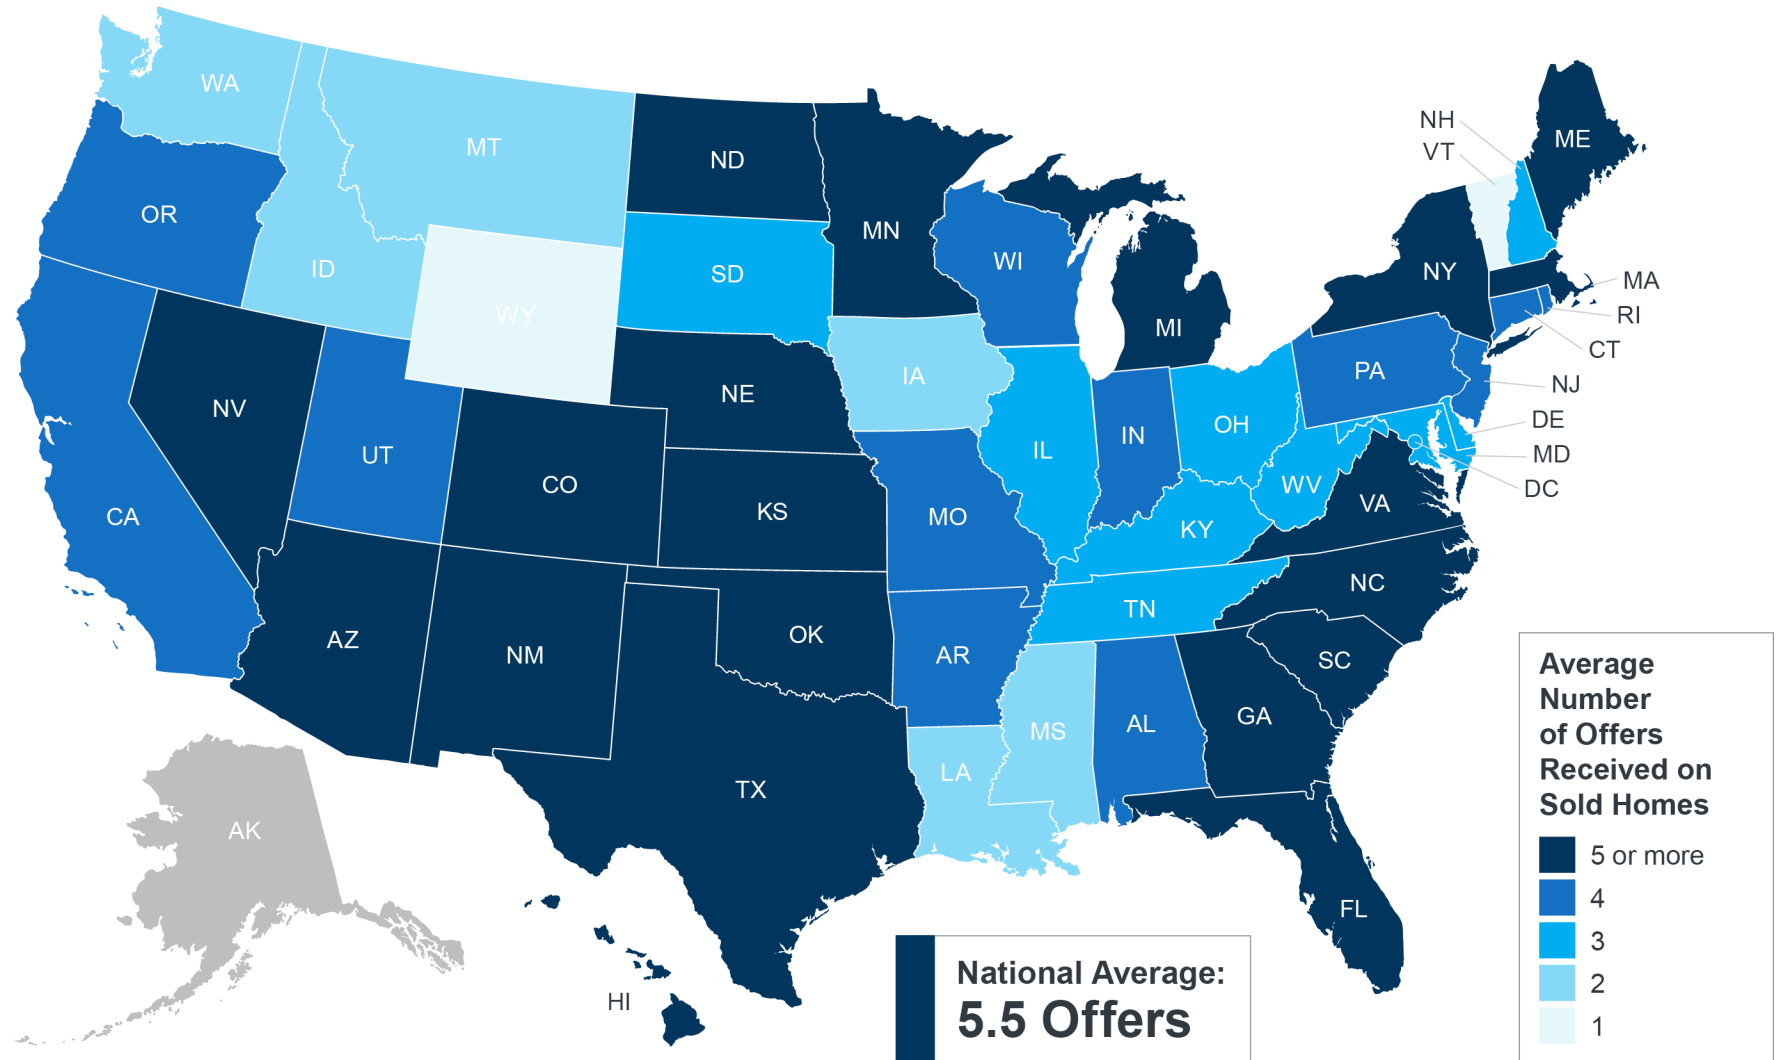 WA
MT
ND
MN
OR
ID
WY
SD
WI
MI
NY
NH
VT
ME
MA
RI
CT
NJ
DE
MD
DC
PA
NV
UT
CA
CO
NE
IA
IL
IN
OH
WV
VA
KS
MO
KY
NC
TN
AZ
NM
OK
AR
SC
MS
AL
GA
LA
TX
FL
AK
HI
National Average:
5.5 Offers
Average
Number
of Offers
Received on
Sold Homes
5 or more
4
3
2
1